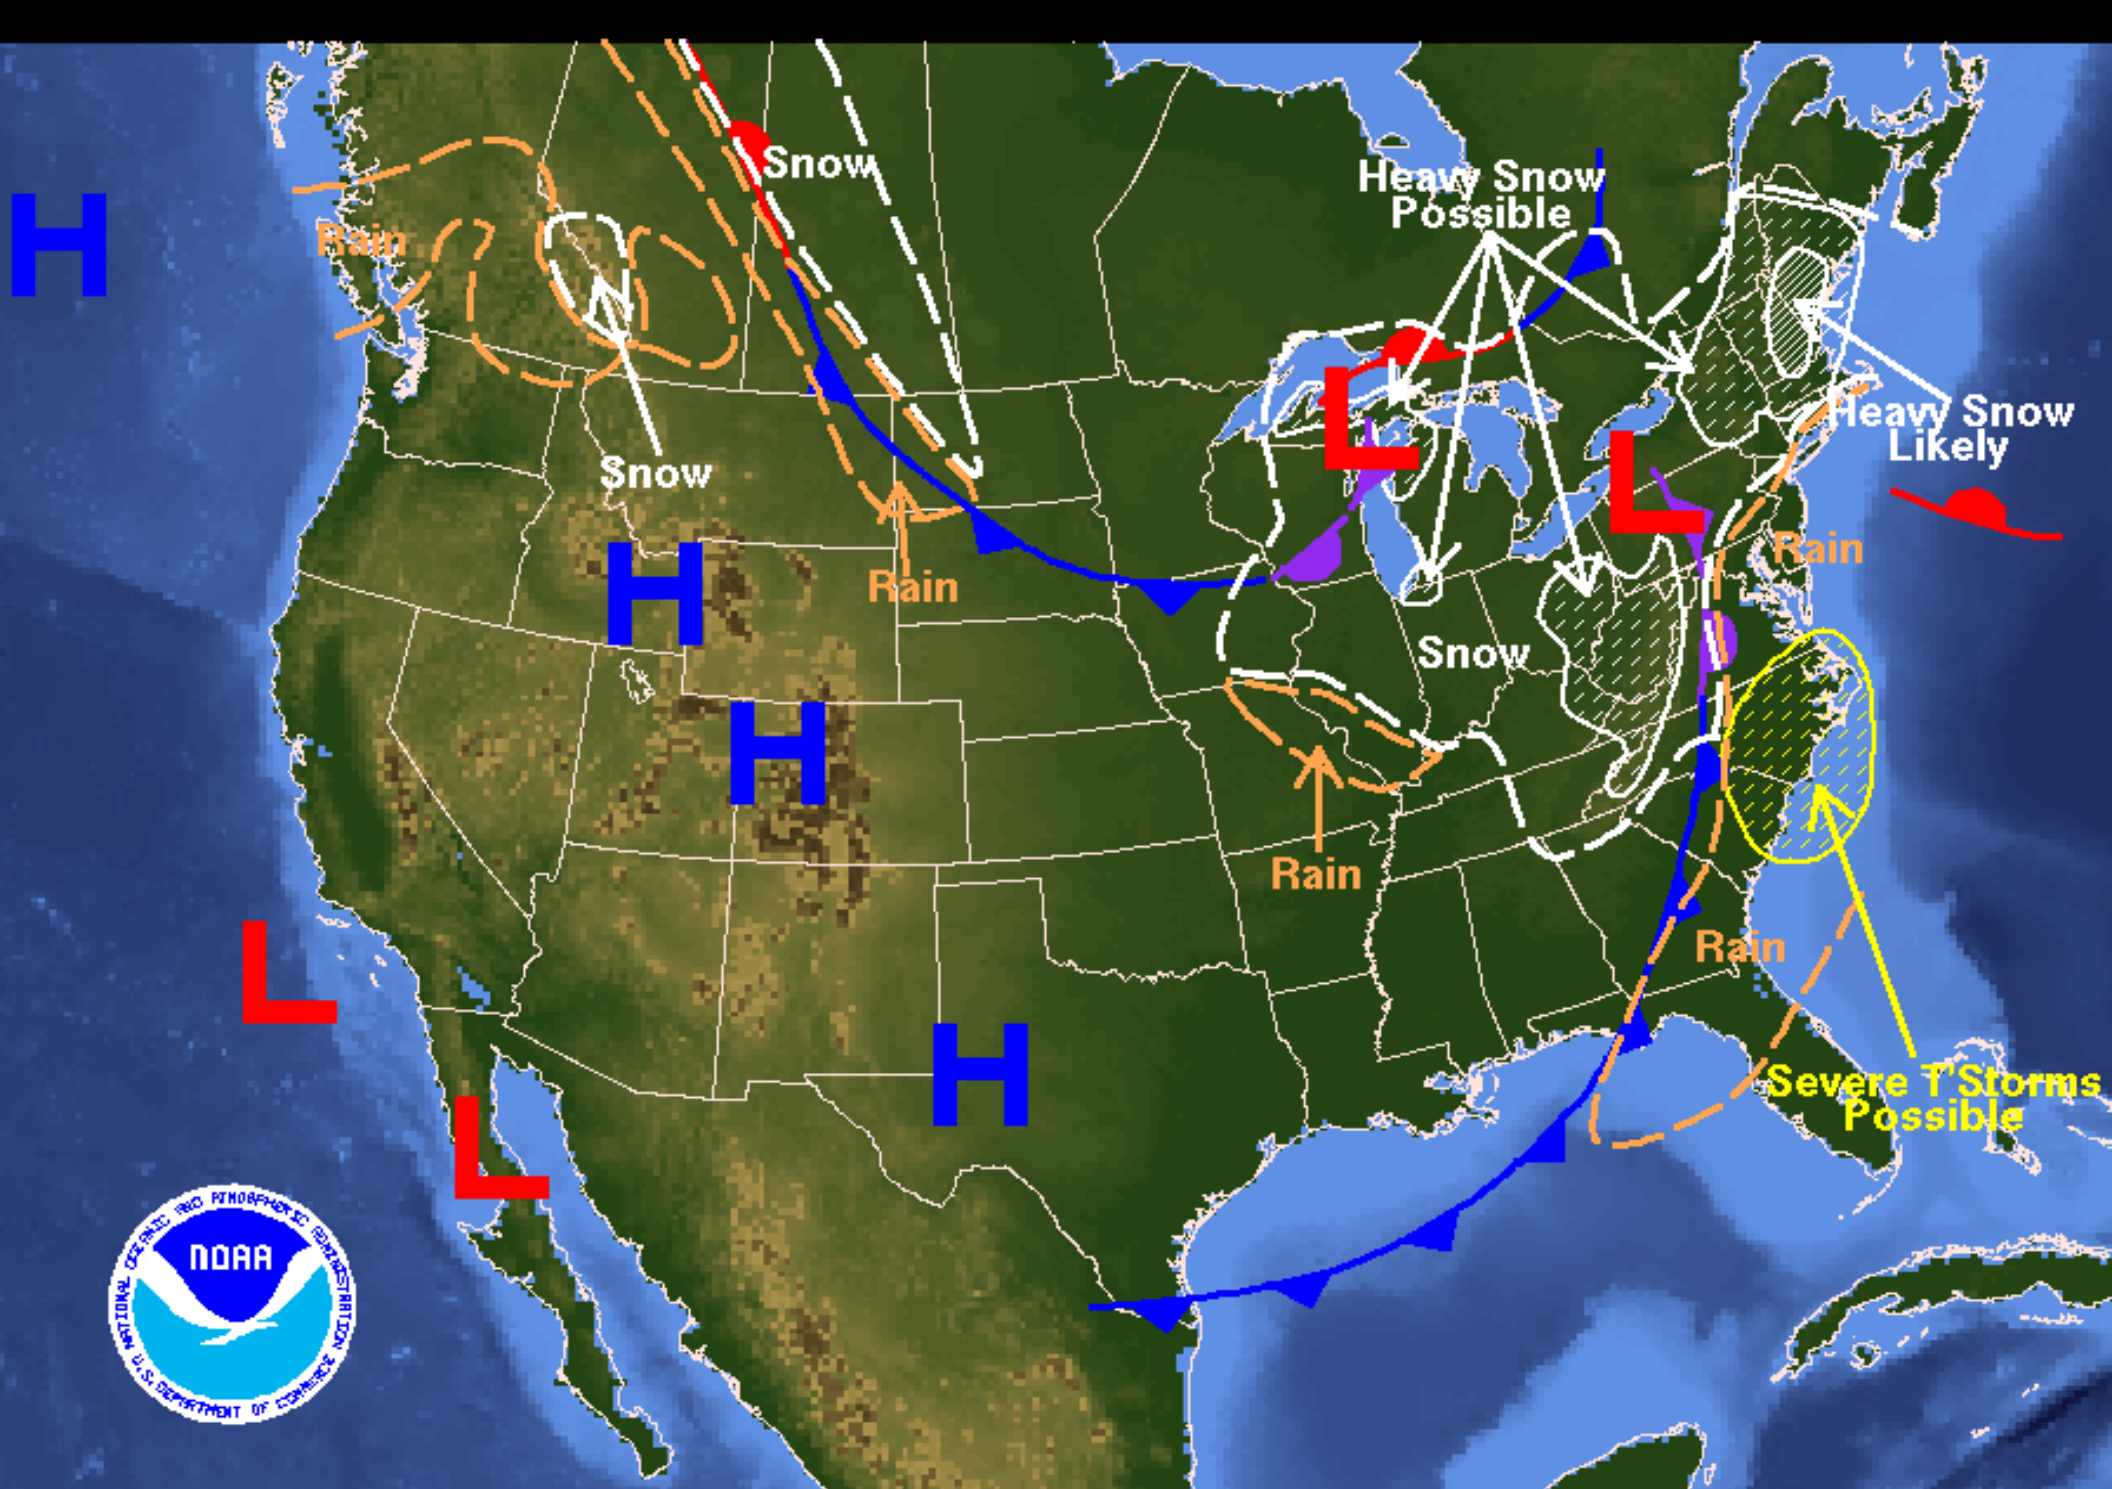 Snow
Heavy Snow
Possible
H
Rain
L
Heavy Snow
Likely
Snow
L
H
Rain
Rain
Snow
H
Rain
Rain
L
H
Severe T'Storms
Possible
L
NATIONAL OCEANIC AND ATMOSPHERIC ADMINISTRATION
NOAA
U.S. DEPARTMENT OF COMMERCE